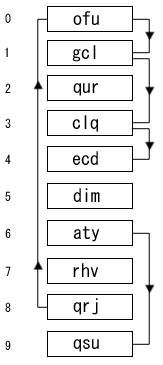 0 ofu
1 gcl
2 qur
3 clq
4 ecd
5 dim
6 aty
7 rhv
8 qrj
9 qsu